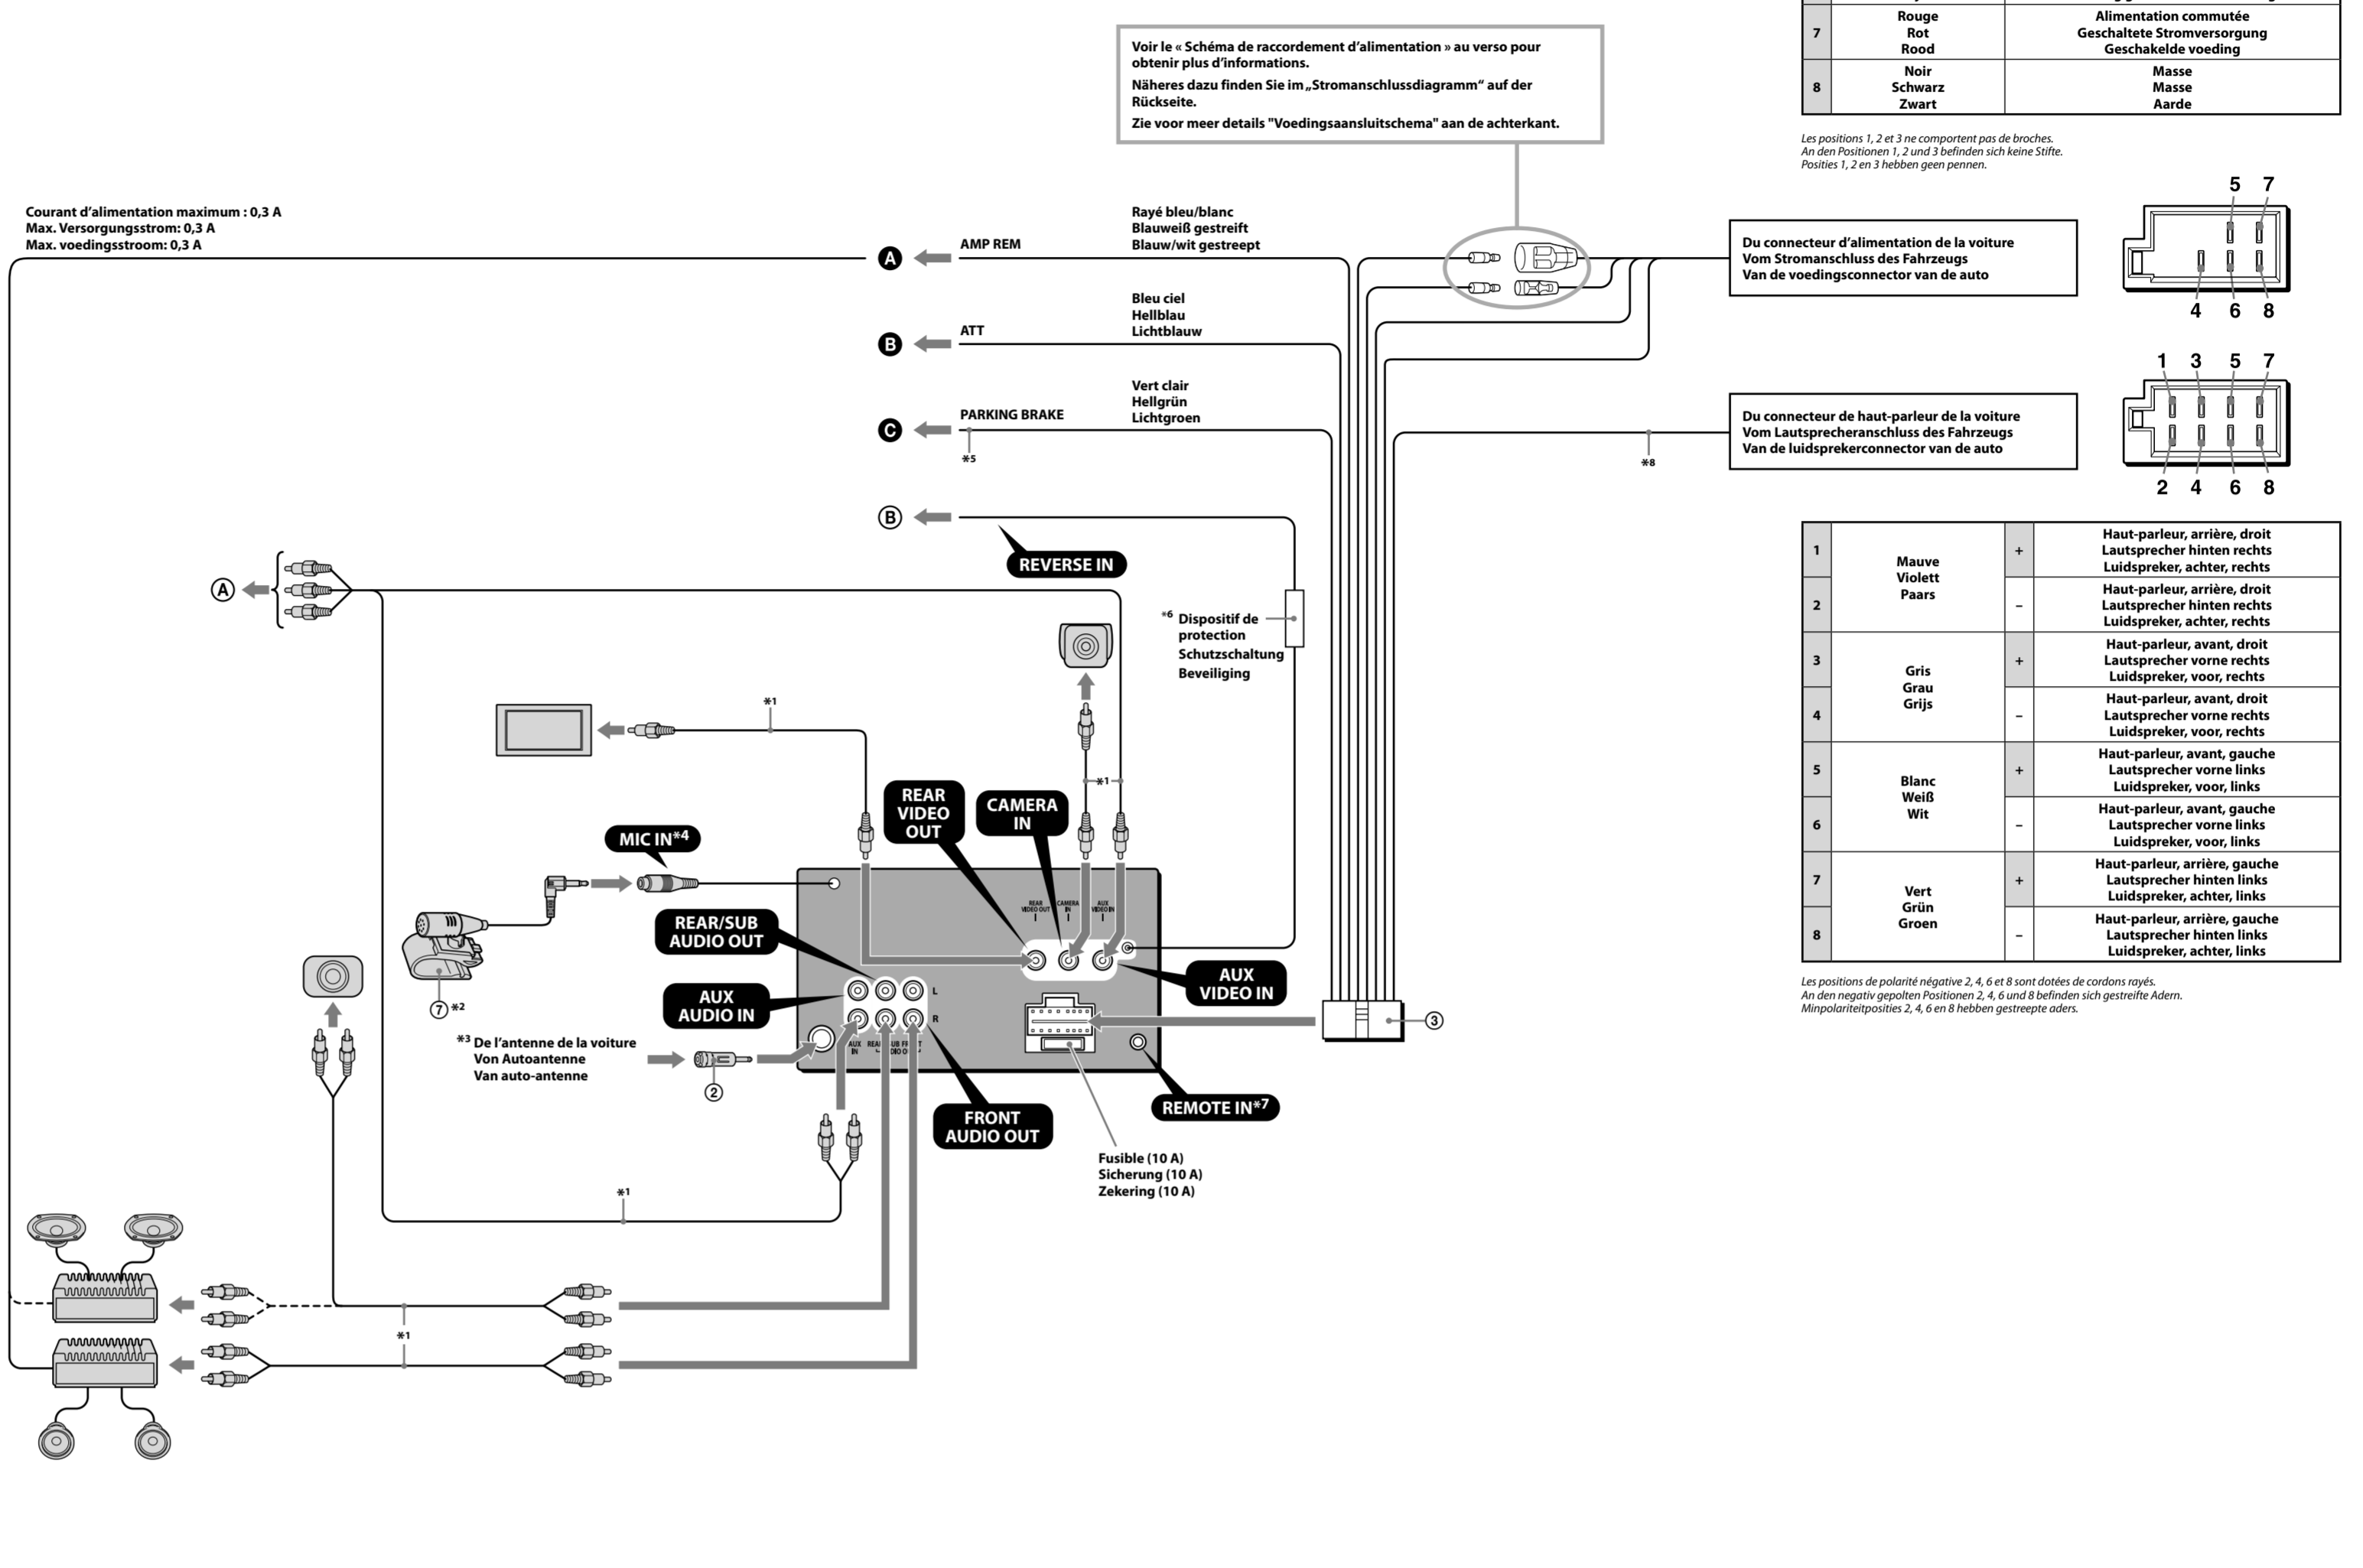 Voir le « Schéma de raccordement d'alimentation » au verso pour
obtenir plus d'informations.
Näheres dazu finden Sie im „Stromanschlussdiagramm“ auf der
Rückseite.
Zie voor meer details "Voedingsaansluitschema" aan de achterkant.
7
Rouge
Rot
Rood
Alimentation commutée
Geschaltete Stromversorgung
Geschakelde voeding
8
Noir
Schwarz
Zwart
Masse
Masse
Aarde
Les positions 1, 2 et 3 ne comportent pas de broches.
An den Positionen 1, 2 und 3 befinden sich keine Stifte.
Posities 1, 2 en 3 hebben geen pennen.
Courant d'alimentation maximum : 0,3 A
Max. Versorgungsstrom: 0,3 A
Max. voedingsstroom: 0,3 A
A
AMP REM
Rayé bleu/blanc
Blauweiß gestreift
Blauw/wit gestreept
B
ATT
Bleu ciel
Hellblau
Lichtblauw
C
PARKING BRAKE
Vert clair
Hellgrün
Lichtgroen
*5
Du connecteur d'alimentation de la voiture
Vom Stromanschluss des Fahrzeugs
Van de voedingsconnector van de auto
5 7
4 6 8
Du connecteur de haut-parleur de la voiture
Vom Lautsprecheranschluss des Fahrzeugs
Van de luidsprekerconnector van de auto
*8
1 3 5 7
2 4 6 8
B
REVERSE IN
A
*6 Dispositif de
protection
Schutzschaltung
Beveiliging
*1
*1
REAR
VIDEO
OUT
CAMERA
IN
MIC IN*4
REAR/SUB
AUDIO OUT
REAR
VIDEO OUT
CAMERA
IN
AUX
VIDEO IN
AUX
VIDEO IN
AUX
AUDIO IN
L
R
7 *2
*3 De l'antenne de la voiture
Von Autoantenne
Van auto-antenne
2
AUX
IN
3
REMOTE IN*7
FRONT
AUDIO OUT
Fusible (10 A)
Sicherung (10 A)
Zekering (10 A)
*1
*1
1
Mauve
Violett
Paars
+
Haut-parleur, arrière, droit
Lautsprecher hinten rechts
Luidspreker, achter, rechts
2
–
Haut-parleur, arrière, droit
Lautsprecher hinten rechts
Luidspreker, achter, rechts
3
Gris
Grau
Grijs
+
Haut-parleur, avant, droit
Lautsprecher vorne rechts
Luidspreker, voor, rechts
4
–
Haut-parleur, avant, droit
Lautsprecher vorne rechts
Luidspreker, voor, rechts
5
Blanc
Weiß
Wit
+
Haut-parleur, avant, gauche
Lautsprecher vorne links
Luidspreker, voor, links
6
–
Haut-parleur, avant, gauche
Lautsprecher vorne links
Luidspreker, voor, links
7
Vert
Grün
Groen
+
Haut-parleur, arrière, gauche
Lautsprecher hinten links
Luidspreker, achter, links
8
–
Haut-parleur, arrière, gauche
Lautsprecher hinten links
Luidspreker, achter, links
Les positions de polarité négative 2, 4, 6 et 8 sont dotées de cordons rayés.
An den negativ gepolten Positionen 2, 4, 6 und 8 befinden sich gestreifte Adern.
Minpolariteitposities 2, 4, 6 en 8 hebben gestreepte aders.